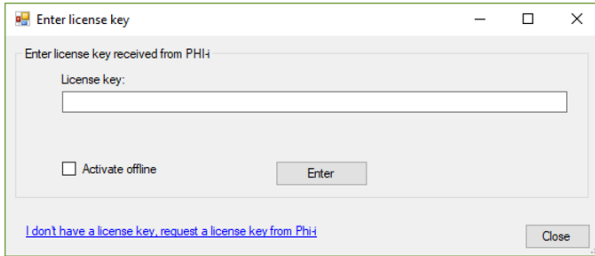 Enter license key
Enter license key received from PHI-i
License key:
Activate offline
Enter
I don't have a license key, request a license key from Phi-i
Close